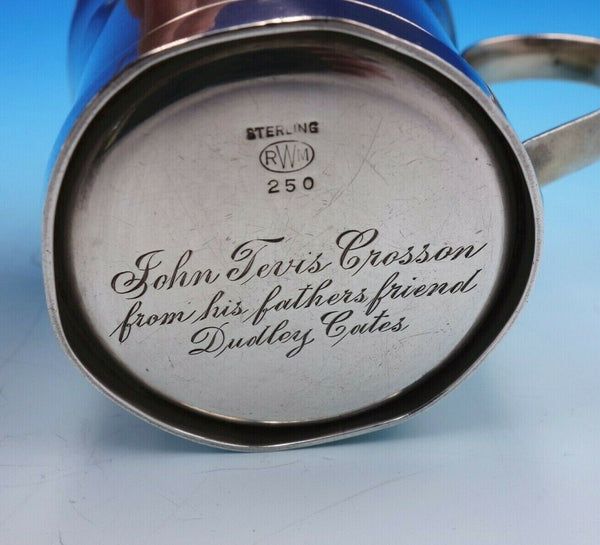 STERLING
RWM
250
John Tevis Crosson
from his fathers friend
Dudley Cates